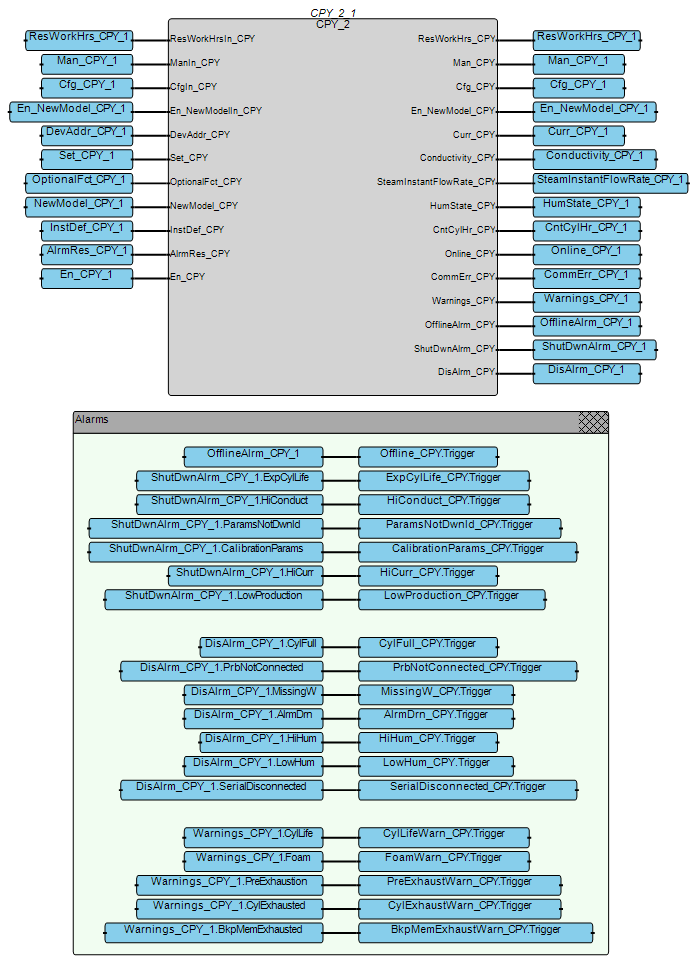 CPY_2_1
CPY_2
ResWorkHrs_CPY_1 ResWorkHrsIn_CPY ResWorkHrs_CPY ResWorkHrs_CPY_1
Man_CPY_1 ManIn_CPY Man_CPY Man_CPY_1
Cfg_CPY_1 CfgIn_CPY Cfg_CPY Cfg_CPY_1
En_NewModel_CPY_1 En_NewModelIn_CPY En_NewModel_CPY En_NewModel_CPY_1
DevAddr_CPY_1 DevAddr_CPY Curr_CPY Curr_CPY_1
Set_CPY_1 Set_CPY Conductivity_CPY Conductivity_CPY_1
OptionalFct_CPY_1 OptionalFct_CPY SteamInstantFlowRate_CPY SteamInstantFlowRate_CPY_1
NewModel_CPY_1 NewModel_CPY HumState_CPY HumState_CPY_1
InstDef_CPY_1 InstDef_CPY CntCylHr_CPY CntCylHr_CPY_1
AlrmRes_CPY_1 AlrmRes_CPY Online_CPY Online_CPY_1
En_CPY_1 En_CPY CommErr_CPY CommErr_CPY_1
Warnings_CPY Warnings_CPY_1
OfflineAlrm_CPY OfflineAlrm_CPY_1
ShutDwnAlrm_CPY ShutDwnAlrm_CPY_1
DisAlrm_CPY DisAlrm_CPY_1
Alarms
OfflineAlrm_CPY_1 Offline_CPY.Trigger
ShutDwnAlrm_CPY_1.ExpCylLife ExpCylLife_CPY.Trigger
ShutDwnAlrm_CPY_1.HiConduct HiConduct_CPY.Trigger
ShutDwnAlrm_CPY_1.ParamsNotDwnld ParamsNotDwnld_CPY.Trigger
ShutDwnAlrm_CPY_1.CalibrationParams CalibrationParams_CPY.Trigger
ShutDwnAlrm_CPY_1.HiCurr HiCurr_CPY.Trigger
ShutDwnAlrm_CPY_1.LowProduction LowProduction_CPY.Trigger
DisAlrm_CPY_1.CylFull CylFull_CPY.Trigger
DisAlrm_CPY_1.PrbNotConnected PrbNotConnected_CPY.Trigger
DisAlrm_CPY_1.MissingW MissingW_CPY.Trigger
DisAlrm_CPY_1.AlrmDrn AlrmDrn_CPY.Trigger
DisAlrm_CPY_1.HiHum HiHum_CPY.Trigger
DisAlrm_CPY_1.LowHum LowHum_CPY.Trigger
DisAlrm_CPY_1.SerialDisconnected SerialDisconnected_CPY.Trigger
Warnings_CPY_1.CylLife CylLifeWarn_CPY.Trigger
Warnings_CPY_1.Foam FoamWarn_CPY.Trigger
Warnings_CPY_1.PreExhaustion PreExhaustWarn_CPY.Trigger
Warnings_CPY_1.CylExhausted CylExhaustWarn_CPY.Trigger
Warnings_CPY_1.BkpMemExhausted BkpMemExhaustWarn_CPY.Trigger